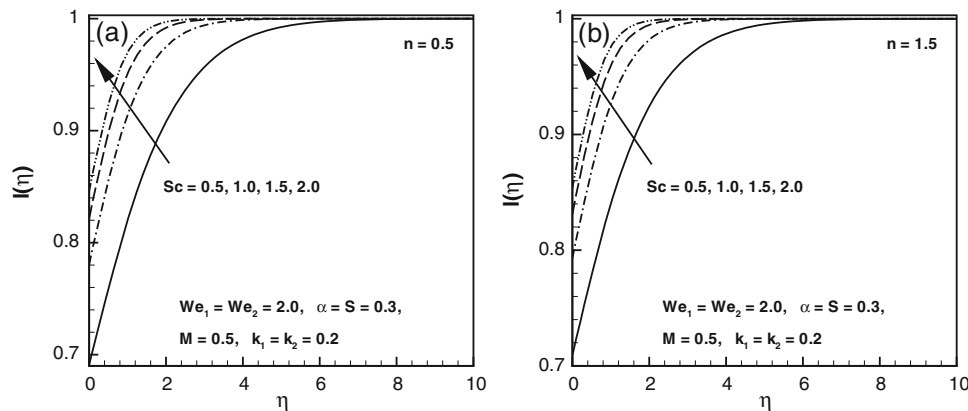 (a)
n = 0.5
1
0.9
0.8
0.7
l(η)
Sc = 0.5, 1.0, 1.5, 2.0
We₁ = We₂ = 2.0, α = S = 0.3,
M = 0.5, k₁ = k₂ = 0.2
0 2 4 6 8 10
η
(b)
n = 1.5
1
0.9
0.8
0.7
l(η)
Sc = 0.5, 1.0, 1.5, 2.0
We₁ = We₂ = 2.0, α = S = 0.3,
M = 0.5, k₁ = k₂ = 0.2
0 2 4 6 8 10
η